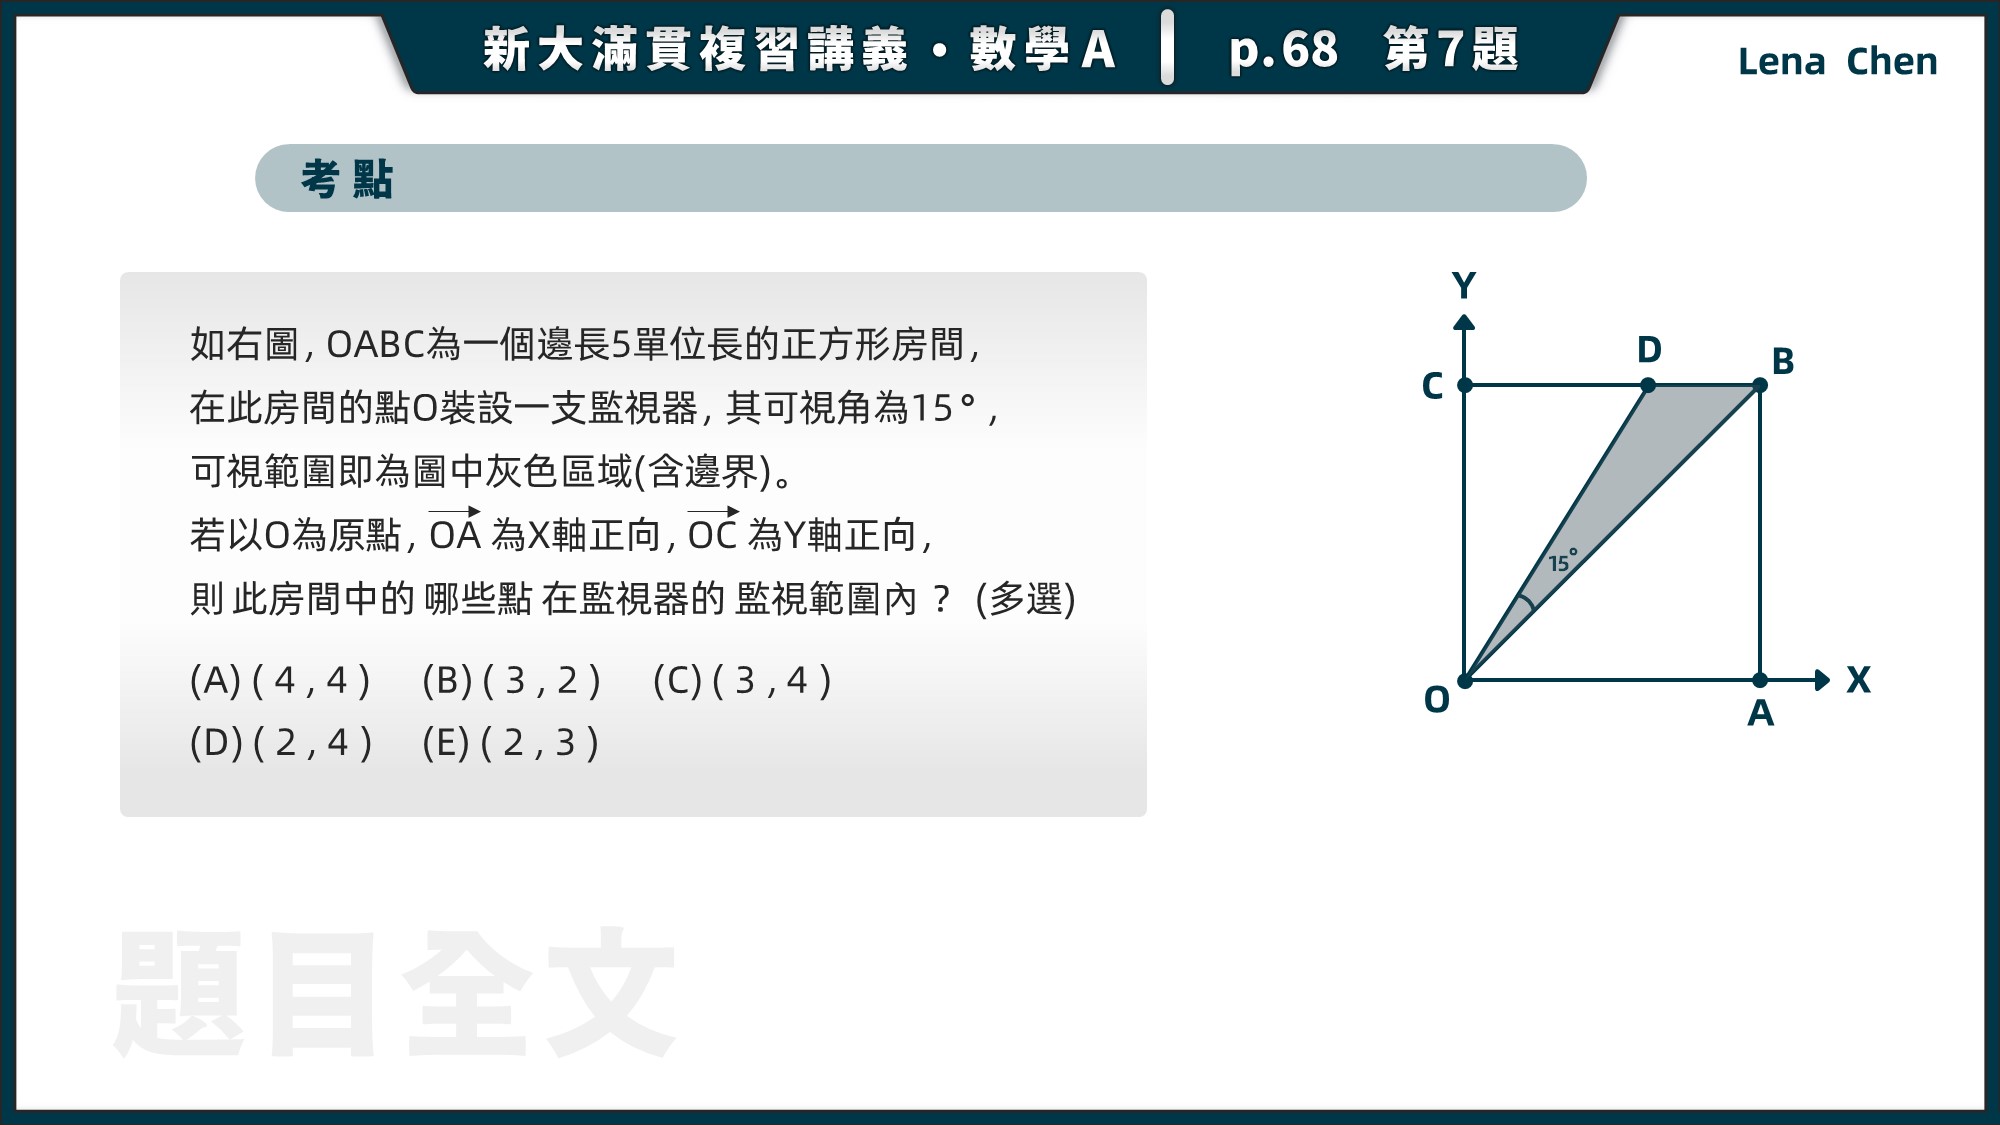 新大滿貫複習講義・數學A | p.68 第7題
Lena Chen
考點
如右圖, OABC為一個邊長5單位長的正方形房間,
在此房間的點O裝設一支監視器, 其可視角為15°,
可視範圍即為圖中灰色區域(含邊界)。
若以O為原點, OA 為X軸正向, OC 為Y軸正向,
則此房間中的 哪些點 在監視器的 監視範圍內 ? (多選)
(A) ( 4 , 4 ) (B) ( 3 , 2 ) (C) ( 3 , 4 )
(D) ( 2 , 4 ) (E) ( 2 , 3 )
Y
D
B
C
15°
O
X
A
題目全文